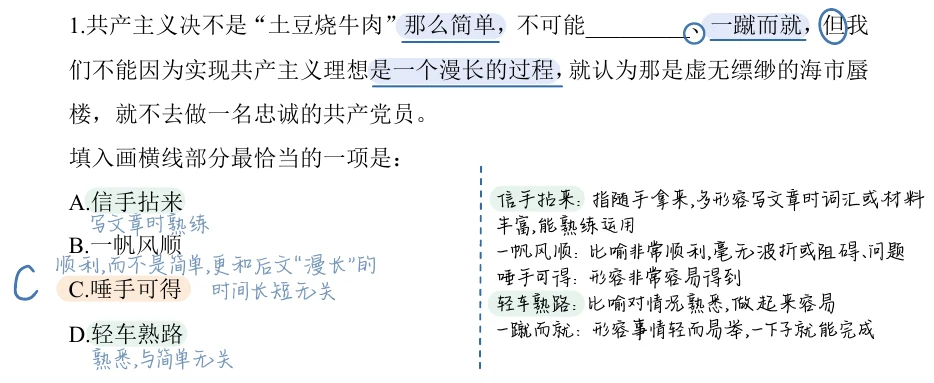 1.共产主义决不是“土豆烧牛肉”那么简单，不可能_________、一蹴而就，但我
们不能因为实现共产主义理想是一个漫长的过程，就认为那是虚无缥缈的海市蜃
楼，就不去做一名忠诚的共产党员。
填入画横线部分最恰当的一项是：
A.信手拈来
写文章时熟练
B.一帆风顺
顺利,而不是简单,更和后文“漫长”的
C
C.唾手可得
时间长短无关
D.轻车熟路
熟悉,与简单无关
信手拈来：指随手拿来,多形容写文章时词汇或材料
丰富,能熟练运用
一帆风顺：比喻非常顺利,毫无波折或阻碍、问题
唾手可得：形容非常容易得到
轻车熟路：比喻对情况熟悉,做起来容易
一蹴而就：形容事情轻而易举,一下子就能完成